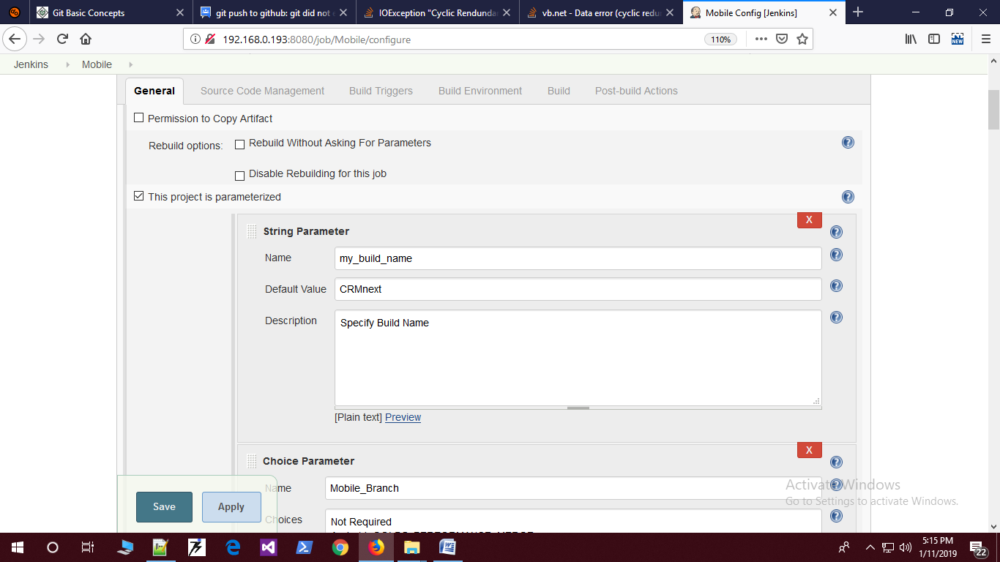 Git Basic Concepts
git push to github: git did not
IOException "Cyclic Rendunda
vb.net - Data error (cyclic redu
Mobile Config [Jenkins]
192.168.0.193:8080/job/Mobile/configure
110%
NEW
Jenkins
Mobile
General
Source Code Management
Build Triggers
Build Environment
Build
Post-build Actions
Permission to Copy Artifact
Rebuild options:
Rebuild Without Asking For Parameters
Disable Rebuilding for this job
This project is parameterized
X
String Parameter
Name
my_build_name
Default Value
CRMnext
Description
Specify Build Name
[Plain text] Preview
X
Choice Parameter
Name
Mobile_Branch
Choices
Not Required
Save
Apply
Activate Windows
Go to Settings to activate Windows.
5:15 PM
1/11/2019
22